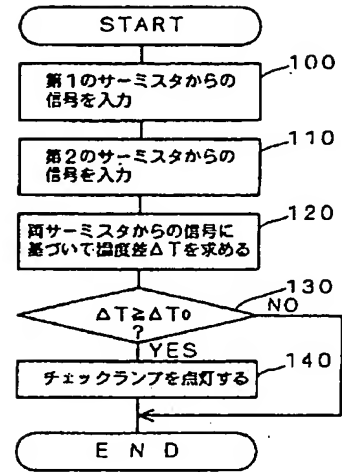 START
100
第1のサーミスタからの
信号を入力
110
第2のサーミスタからの
信号を入力
120
両サーミスタからの信号に
基づいて温度差ΔTを求める
130
ΔT≧ΔT₀
?
NO
YES
140
チェックランプを点灯する
END